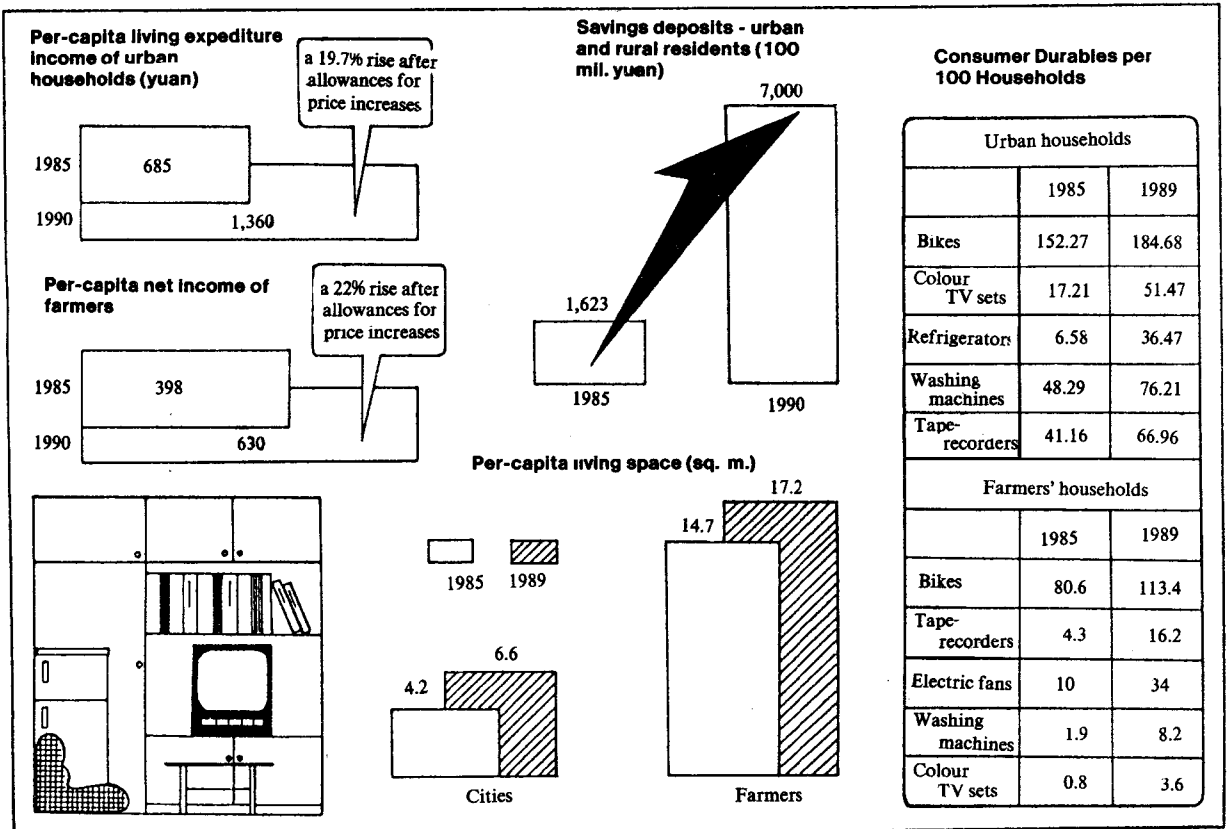 Per-capita living expediture
income of urban
households (yuan)
a 19.7% rise after
allowances for
price increases
1985
685
1990
1,360
Per-capita net income of
farmers
a 22% rise after
allowances for
price increases
1985
398
1990
630
Savings deposits - urban
and rural residents (100
mil. yuan)
7,000
1,623
1985
1990
Per-capita living space (sq. m.)
1985 1989
4.2
6.6
Cities
14.7
17.2
Farmers
Consumer Durables per
100 Households
Urban households
1985 1989
Bikes 152.27 184.68
Colour
TV sets 17.21 51.47
Refrigerators 6.58 36.47
Washing
machines 48.29 76.21
Tape-
recorders 41.16 66.96
Farmers' households
1985 1989
Bikes 80.6 113.4
Tape-
recorders 4.3 16.2
Electric fans 10 34
Washing
machines 1.9 8.2
Colour
TV sets 0.8 3.6